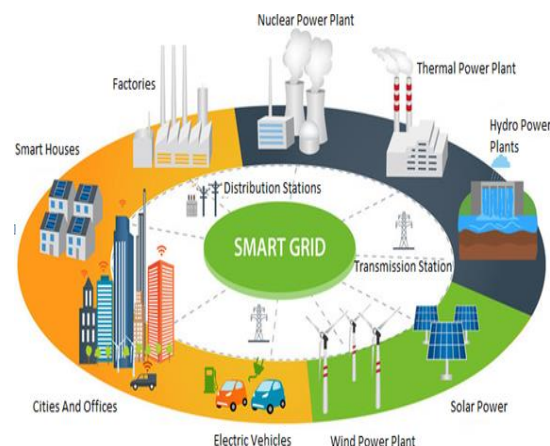 Nuclear Power Plant
Factories
Thermal Power Plant
Hydro Power
Plants
Smart Houses
Distribution Stations
SMART GRID
Transmission Station
Cities And Offices
Solar Power
Electric Vehicles
Wind Power Plant